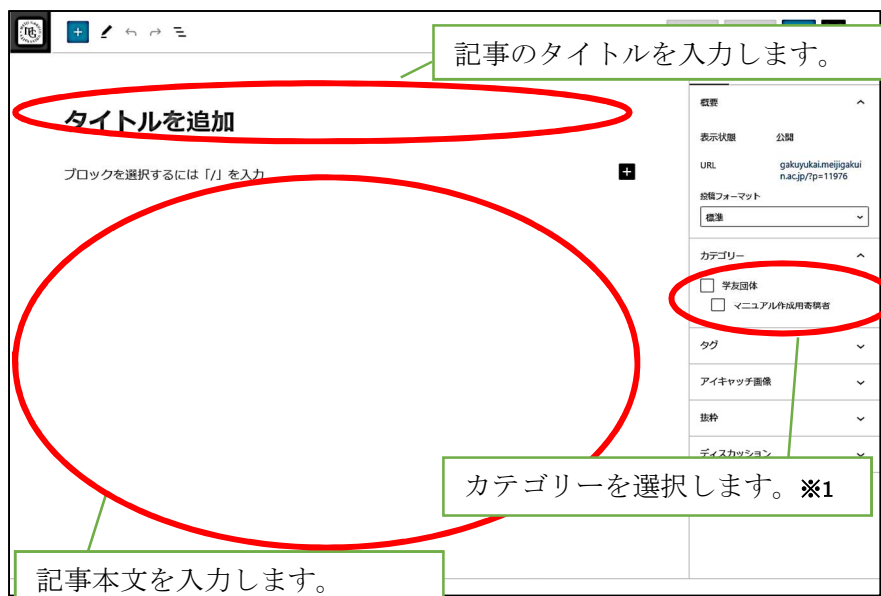 記事のタイトルを入力します。
タイトルを追加
ブロックを選択するには「/」を入力
概要
表示状態 公開
URL gakuyukai.meijigakui
n.ac.jp/?p=11976
投稿フォーマット
標準
カテゴリー
学友団体
マニュアル作成用寄稿者
タグ
アイキャッチ画像
抜粋
ディスカッション
カテゴリーを選択します。※1
記事本文を入力します。